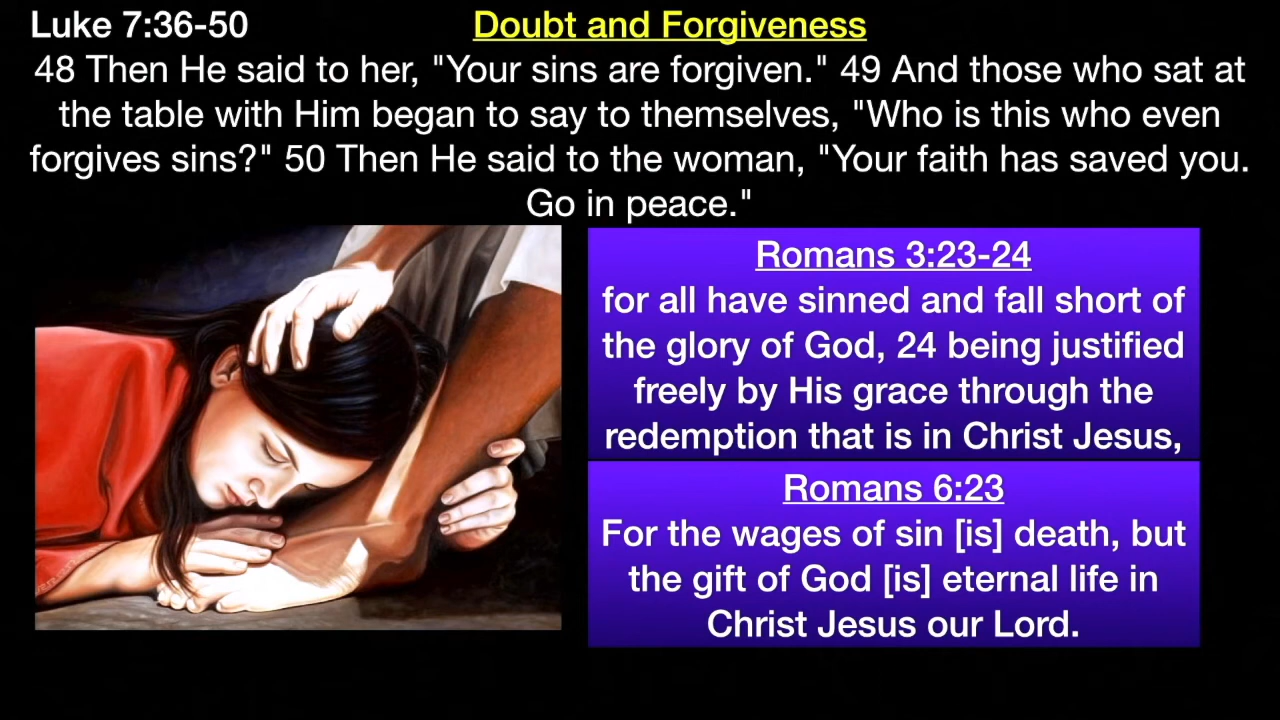 Luke 7:36-50
Doubt and Forgiveness
48 Then He said to her, "Your sins are forgiven." 49 And those who sat at
the table with Him began to say to themselves, "Who is this who even
forgives sins?" 50 Then He said to the woman, "Your faith has saved you.
Go in peace."
Romans 3:23-24
for all have sinned and fall short of
the glory of God, 24 being justified
freely by His grace through the
redemption that is in Christ Jesus,
Romans 6:23
For the wages of sin [is] death, but
the gift of God [is] eternal life in
Christ Jesus our Lord.